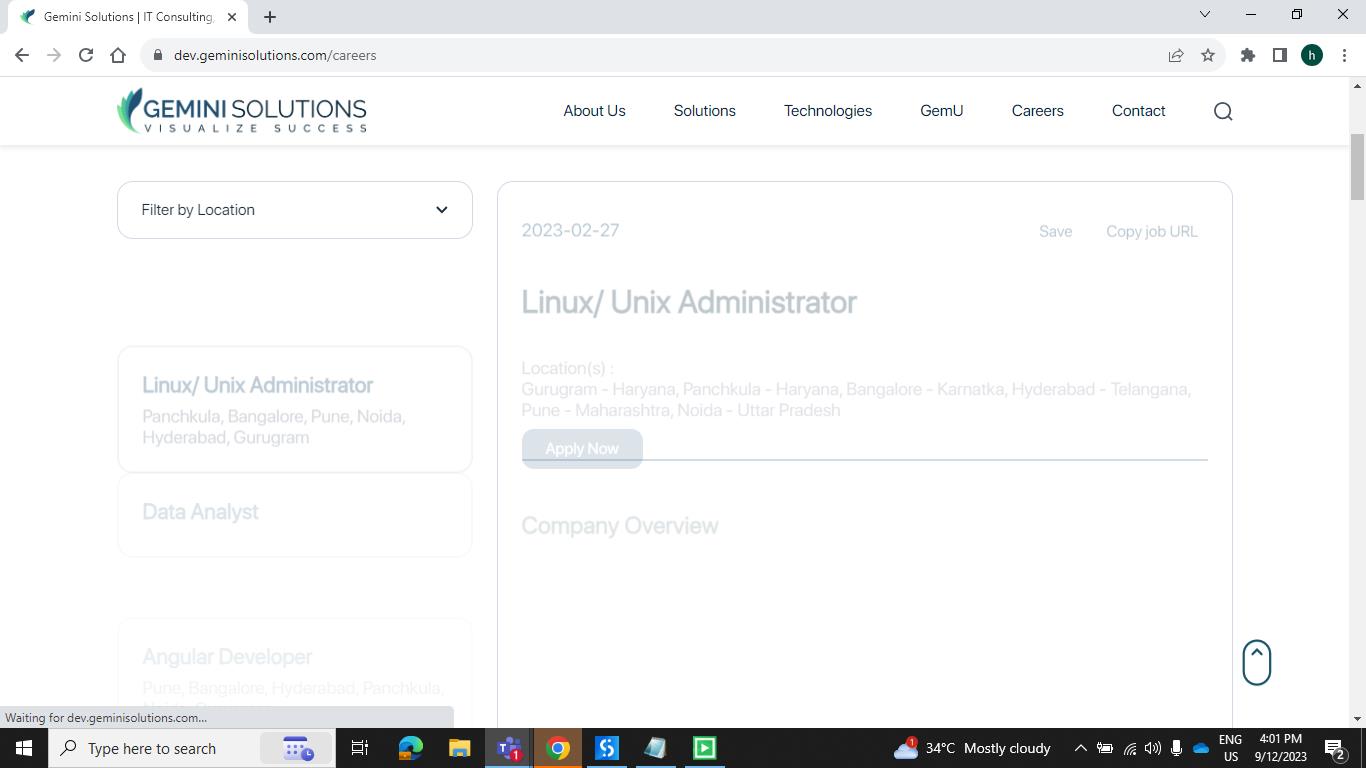 Gemini Solutions | IT Consulting,
dev.geminisolutions.com/careers
h
GEMINI SOLUTIONS
VISUALIZE SUCCESS
About Us
Solutions
Technologies
GemU
Careers
Contact
Filter by Location
Linux/ Unix Administrator
Panchkula, Bangalore, Pune, Noida,
Hyderabad, Gurugram
Data Analyst
Angular Developer
Pune, Bangalore, Hyderabad, Panchkula,
2023-02-27
Save
Copy job URL
Linux/ Unix Administrator
Location(s) :
Gurugram - Haryana, Panchkula - Haryana, Bangalore - Karnatka, Hyderabad - Telangana,
Pune - Maharashtra, Noida - Uttar Pradesh
Apply Now
Company Overview
Waiting for dev.geminisolutions.com...
Type here to search
1
1
34°C Mostly cloudy
ENG
US
4:01 PM
9/12/2023
2